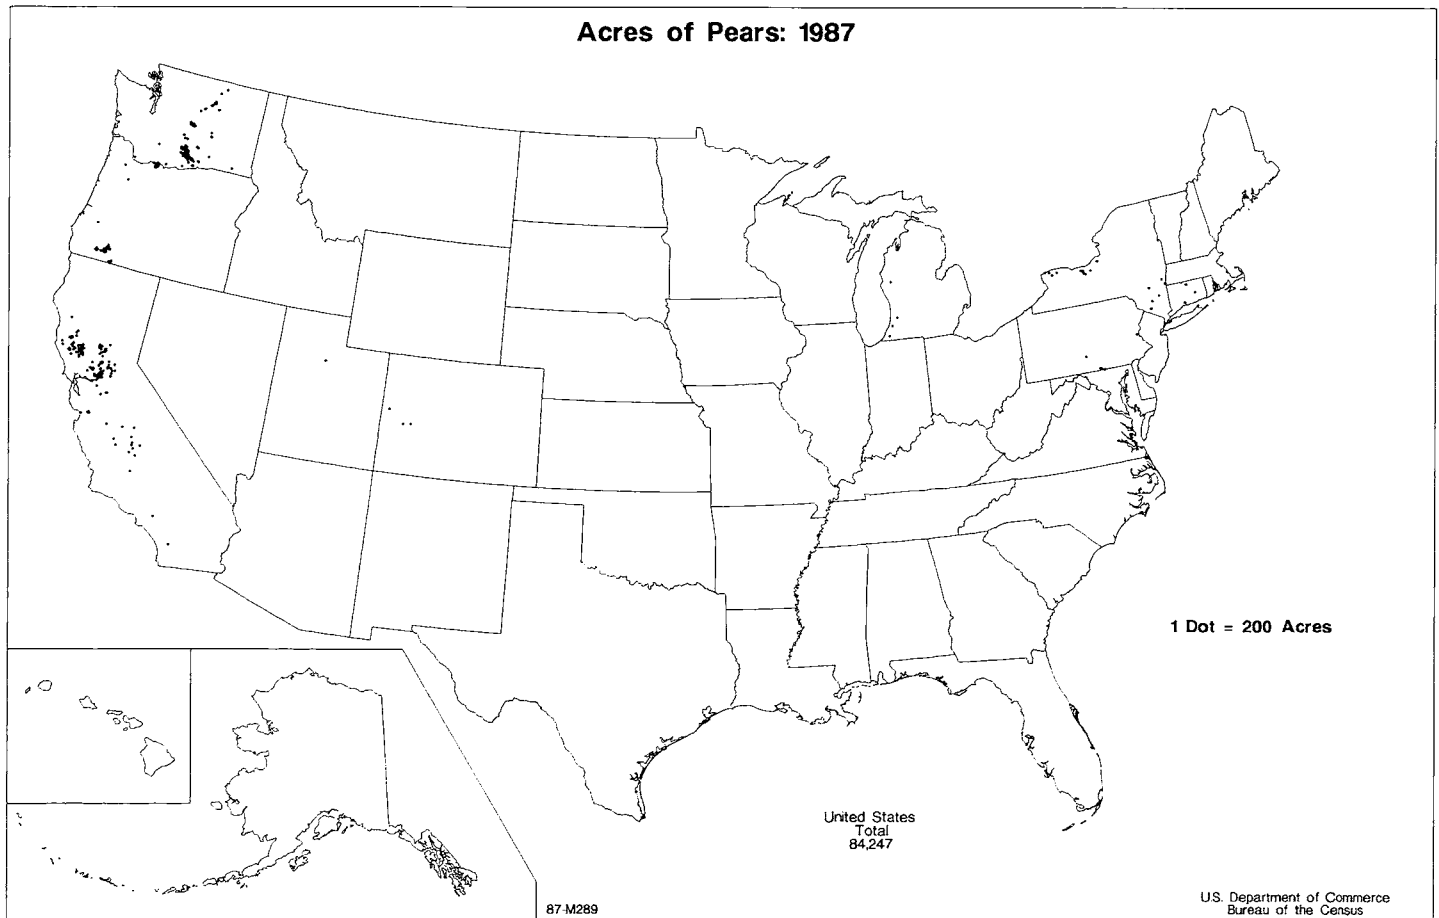 Acres of Pears: 1987
1 Dot = 200 Acres
United States
Total
84,247
87-M289
U.S. Department of Commerce
Bureau of the Census